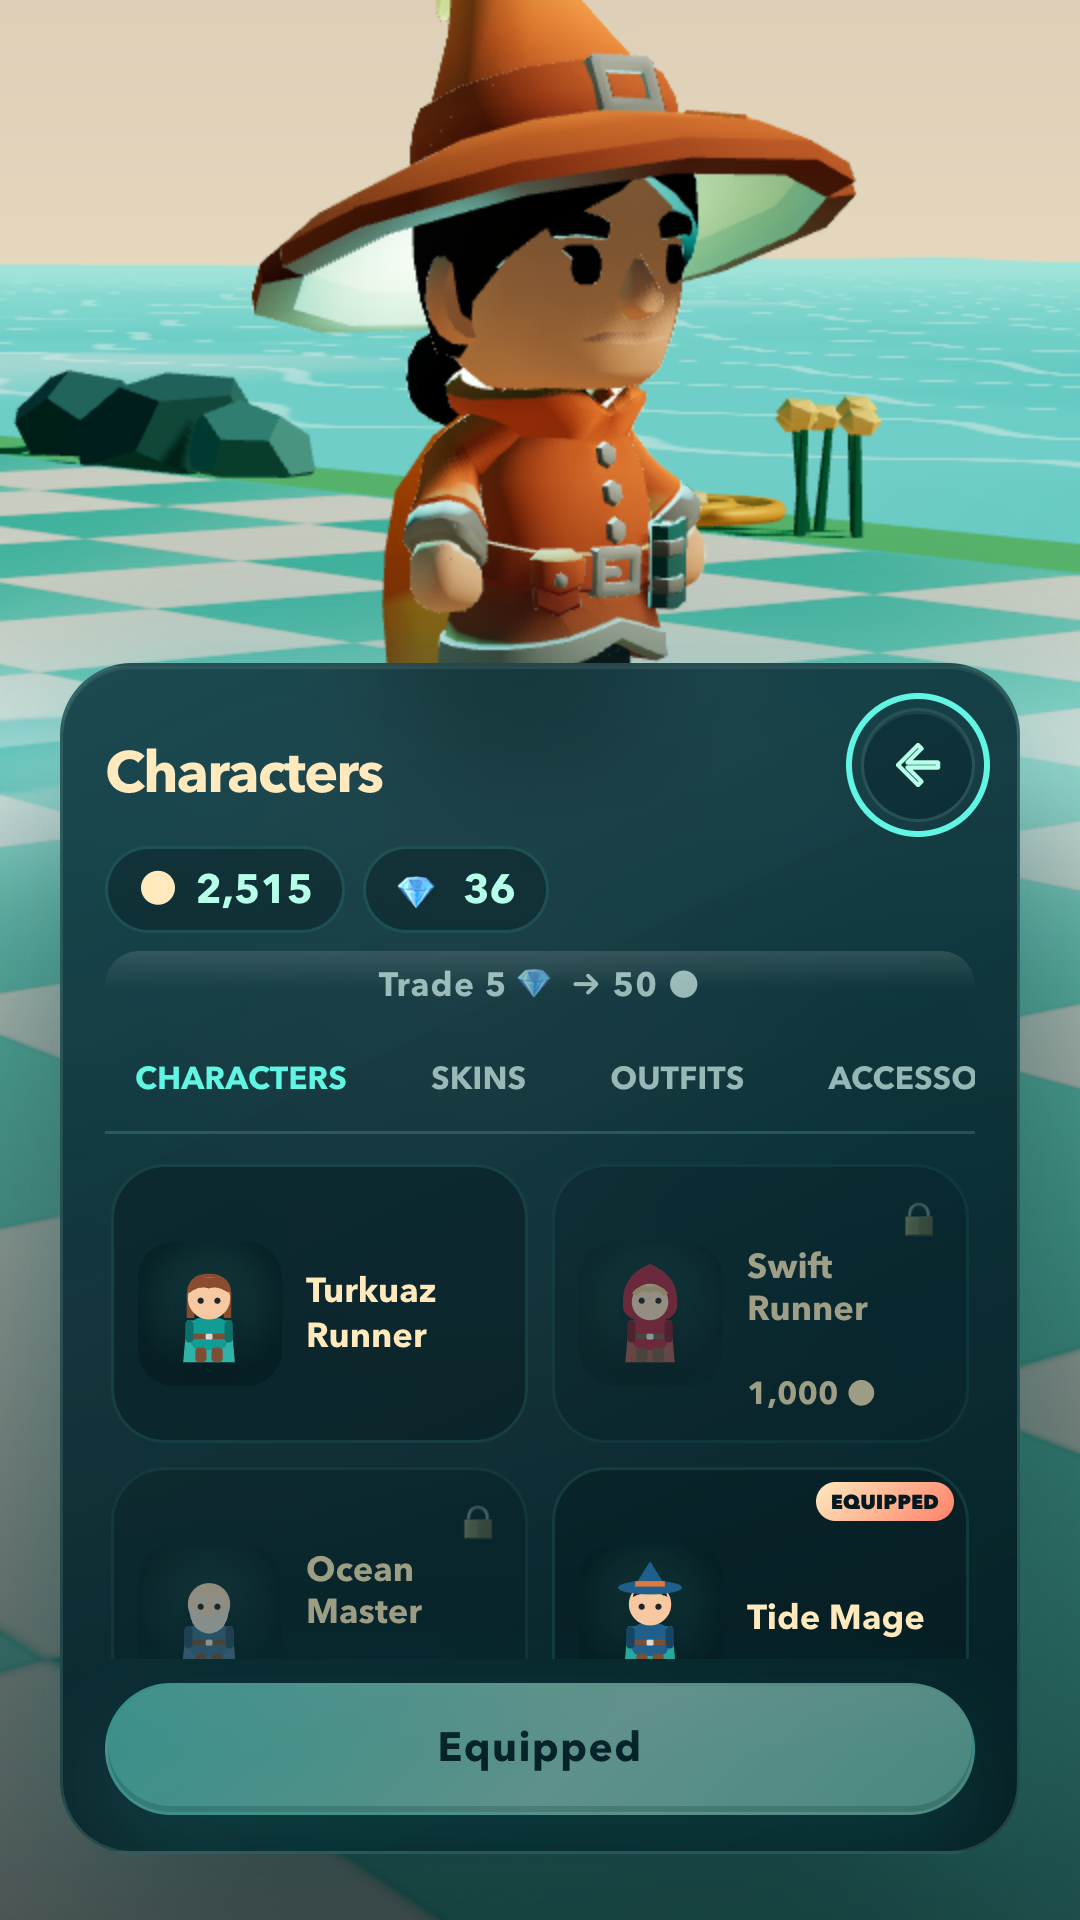 Characters
2,515
36
Trade 5 💎 → 50
CHARACTERS SKINS OUTFITS ACCESSO
Turkuaz
Runner
Swift
Runner
1,000
Ocean
Master
EQUIPPED
Tide Mage
Equipped